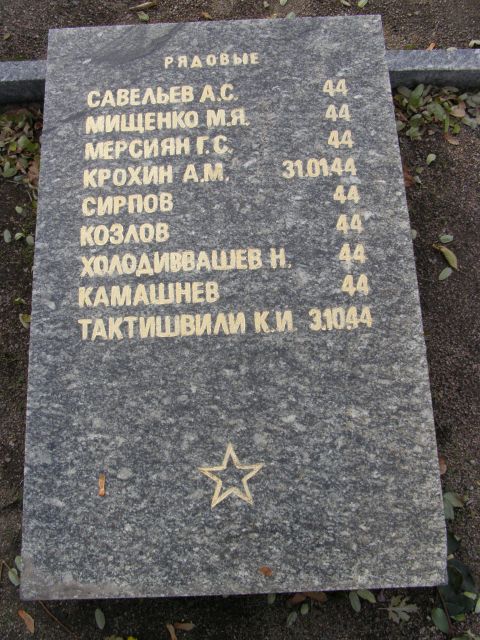 РЯДОВЫЕ
САВЕЛЬЕВ А.С. 44
МИЩЕНКО М.Я. 44
МЕРСИЯН Г.С. 44
КРОХИН А.М. 31.01.44
СИРПОВ 44
КОЗЛОВ 44
ХОЛОДИВВАШЕВ Н. 44
КАМАШНЕВ 44
ТАКТИШВИЛИ К.И. 3.10.44